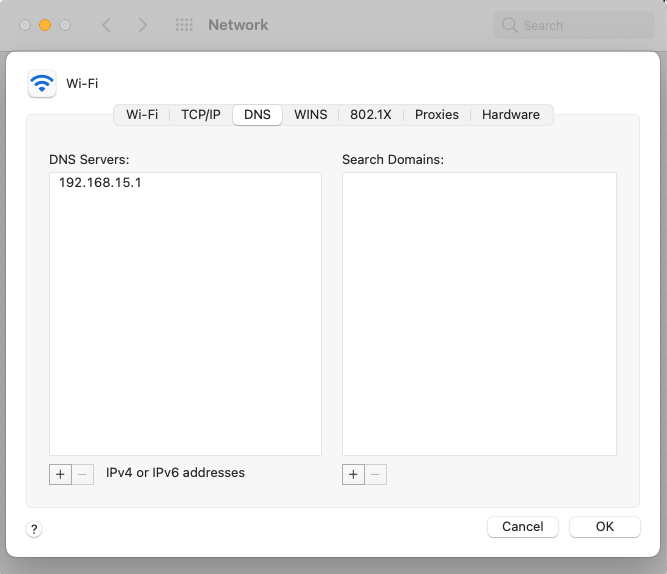 Network
Search
Wi-Fi
Wi-Fi TCP/IP DNS WINS 802.1X Proxies Hardware
DNS Servers:
192.168.15.1
Search Domains:
+ − IPv4 or IPv6 addresses
+ −
? Cancel OK